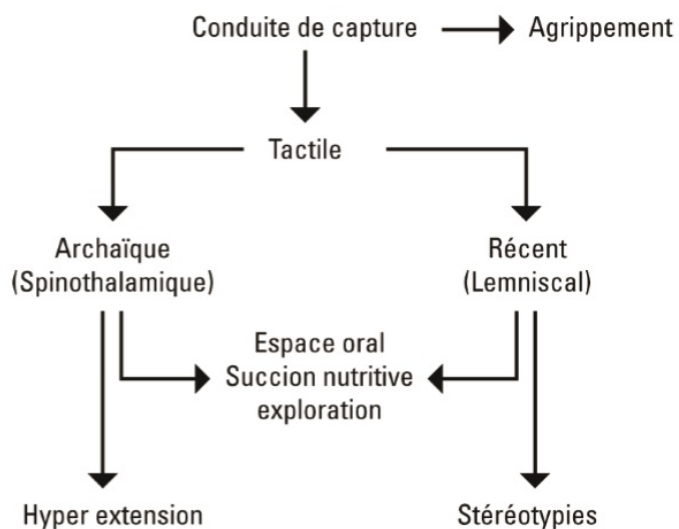 Conduite de capture
Agrippement
Tactile
Archaïque
(Spinothalamique)
Récent
(Lemniscal)
Espace oral
Succion nutritive
exploration
Hyper extension
Stéréotypies